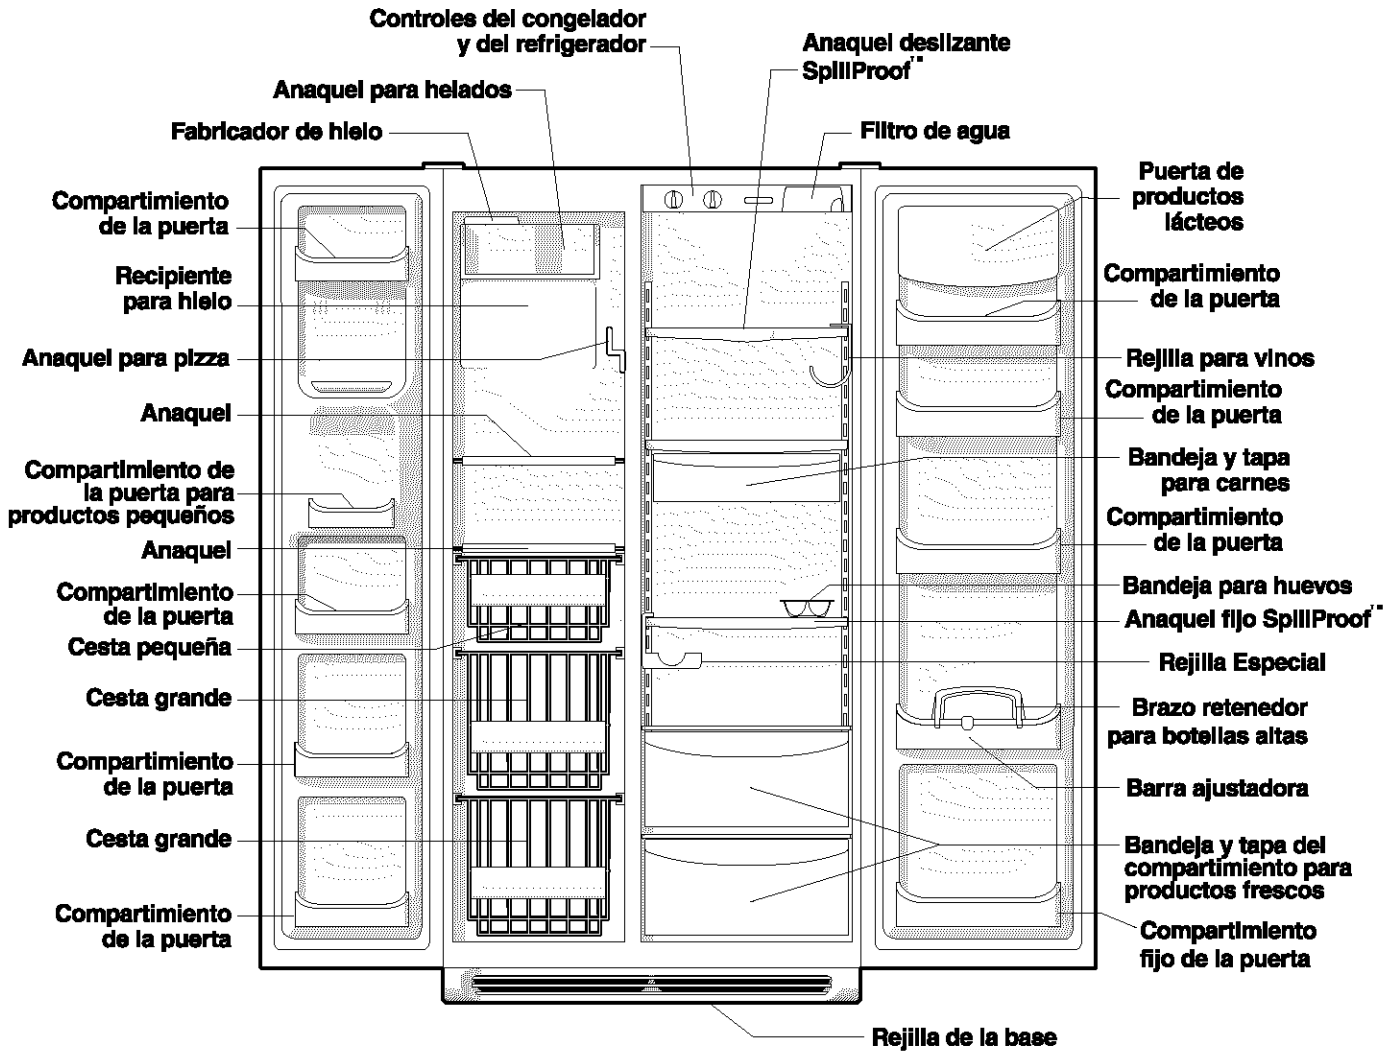 Controles del congelador
y del refrigerador
Anaquel deslizante
SpillProof™
Anaquel para helados
Fabricador de hielo
Filtro de agua
Compartimiento
de la puerta
Recipiente
para hielo
Anaquel para pizza
Anaquel
Compartimiento de
la puerta para
productos pequeños
Anaquel
Compartimiento
de la puerta
Cesta pequeña
Cesta grande
Compartimiento
de la puerta
Cesta grande
Compartimiento
de la puerta
Puerta de
productos
lácteos
Compartimiento
de la puerta
Rejilla para vinos
Compartimiento
de la puerta
Bandeja y tapa
para carnes
Compartimiento
de la puerta
Bandeja para huevos
Anaquel fijo SpillProof™
Rejilla Especial
Brazo retenedor
para botellas altas
Barra ajustadora
Bandeja y tapa del
compartimiento para
productos frescos
Compartimiento
fijo de la puerta
Rejilla de la base